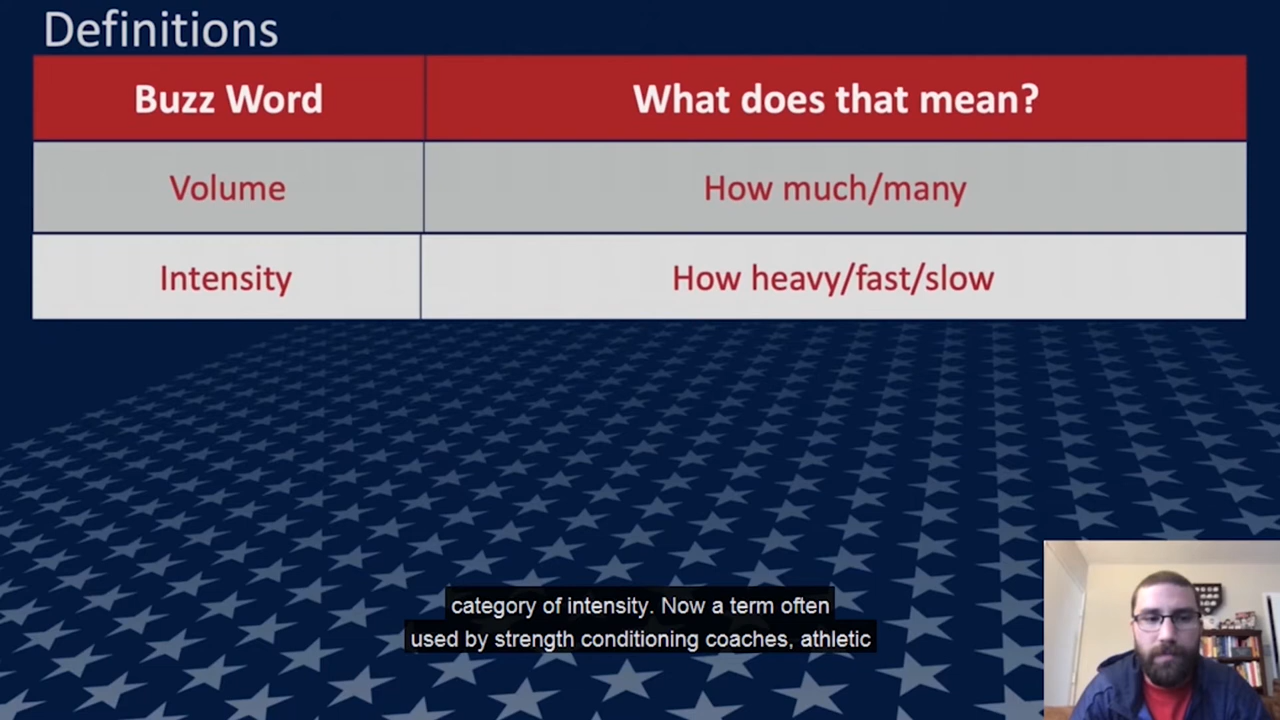 Definitions
Buzz Word
What does that mean?
Volume
How much/many
Intensity
How heavy/fast/slow
category of intensity. Now a term often
used by strength conditioning coaches, athletic